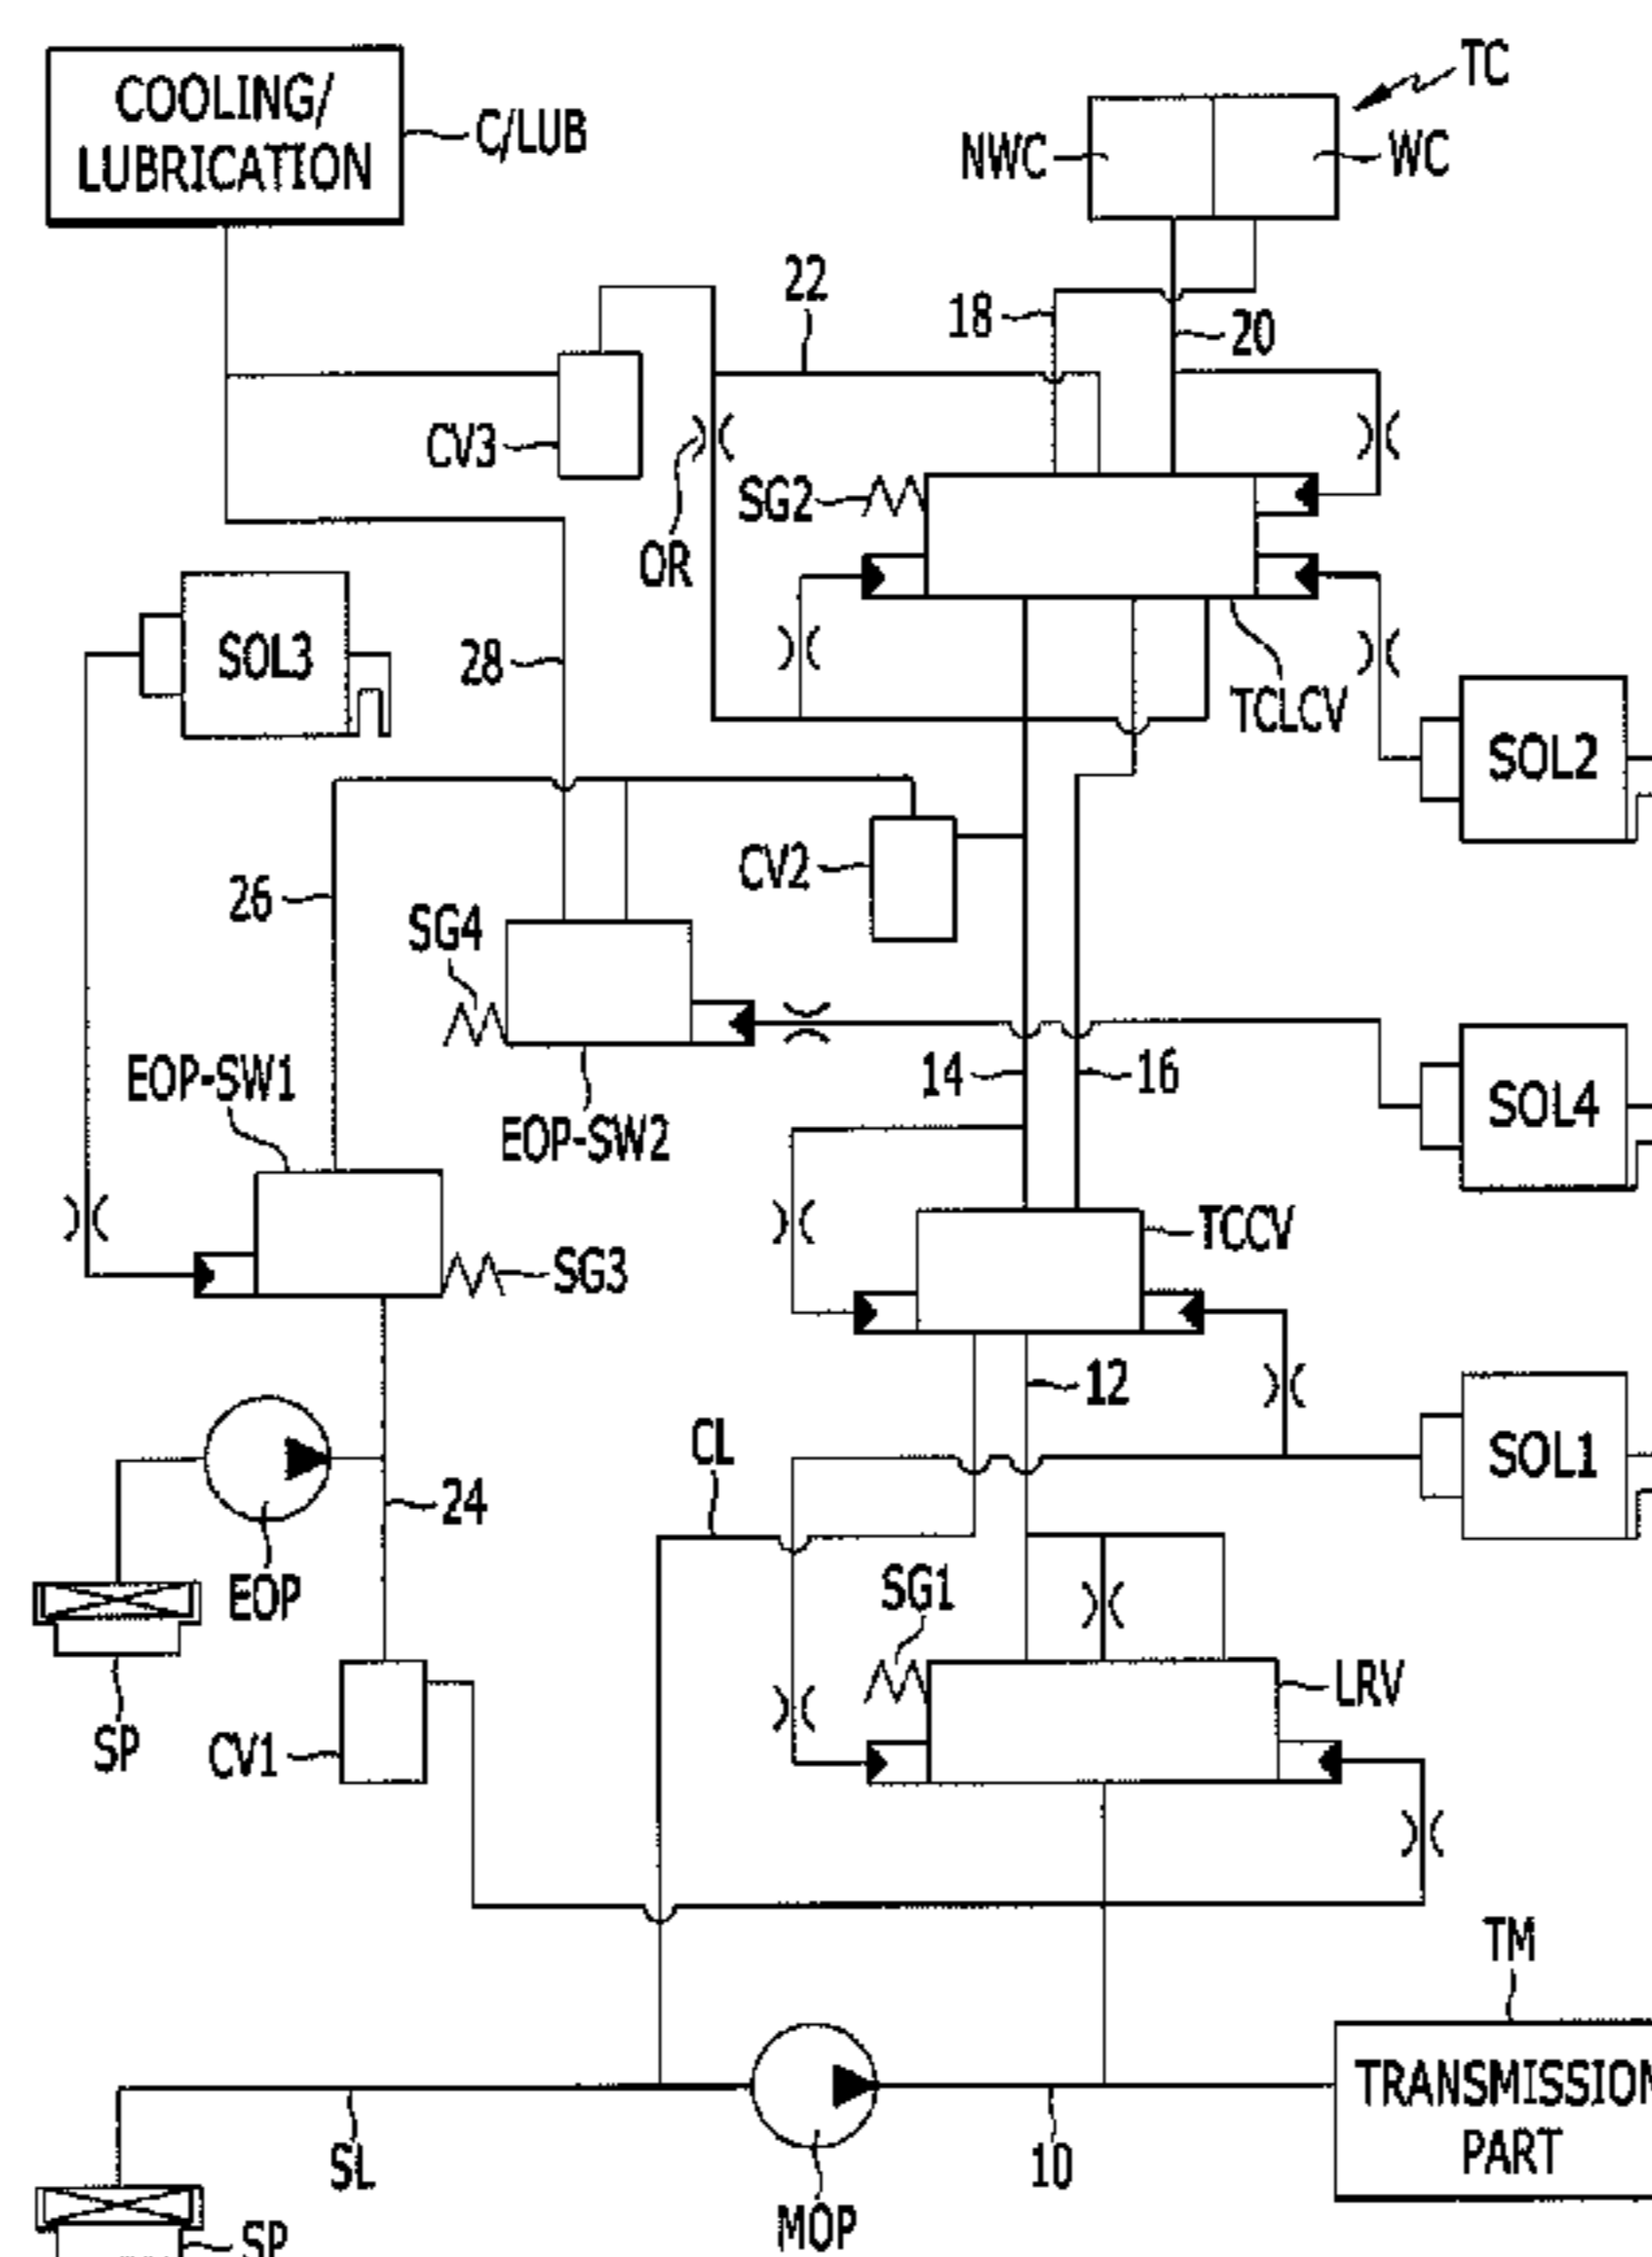 COOLING/
LUBRICATION
C/LUB
TC
NWC
WC
22
18
20
CV3
SG2
OR
SOL3
28
TCLCV
SOL2
CV2
26
SG4
EOP-SW1
14
16
SOL4
EOP-SW2
TCCV
SG3
12
CL
SOL1
24
EOP
SG1
LRV
SP
CV1
TM
TRANSMISSION
PART
SL
10
MOP
SP